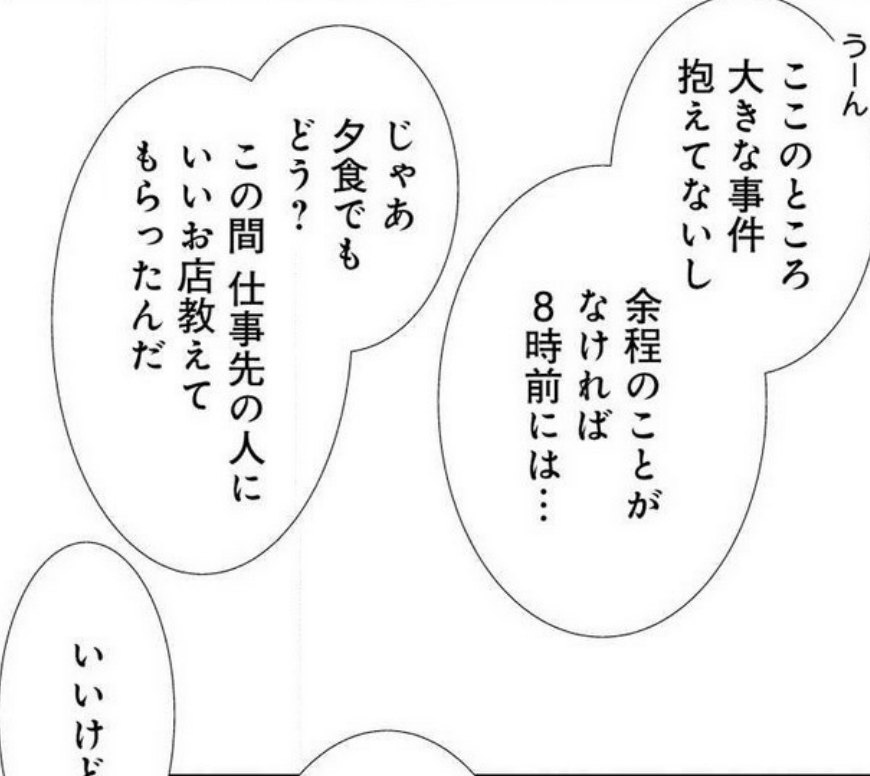 うーん
ここのところ
大きな事件
抱えてないし
余程のことが
なければ
8時前には…
じゃあ
夕食でも
どう?
この間 仕事先の人に
いいお店教えて
もらったんだ
いいけど